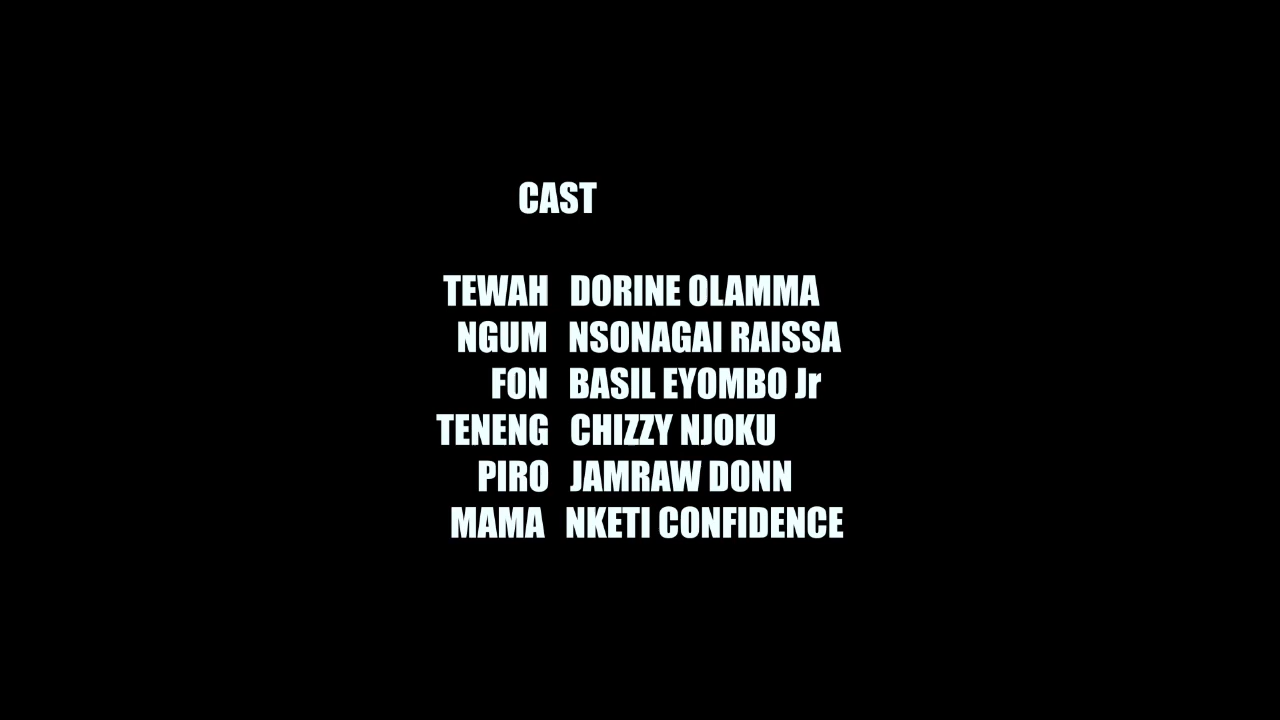 CAST
TEWAH DORINE OLAMMA
NGUM NSONAGAI RAISSA
FON BASIL EYOMBO Jr
TENENG CHIZZY NJOKU
PIRO JAMRAW DONN
MAMA NKETI CONFIDENCE